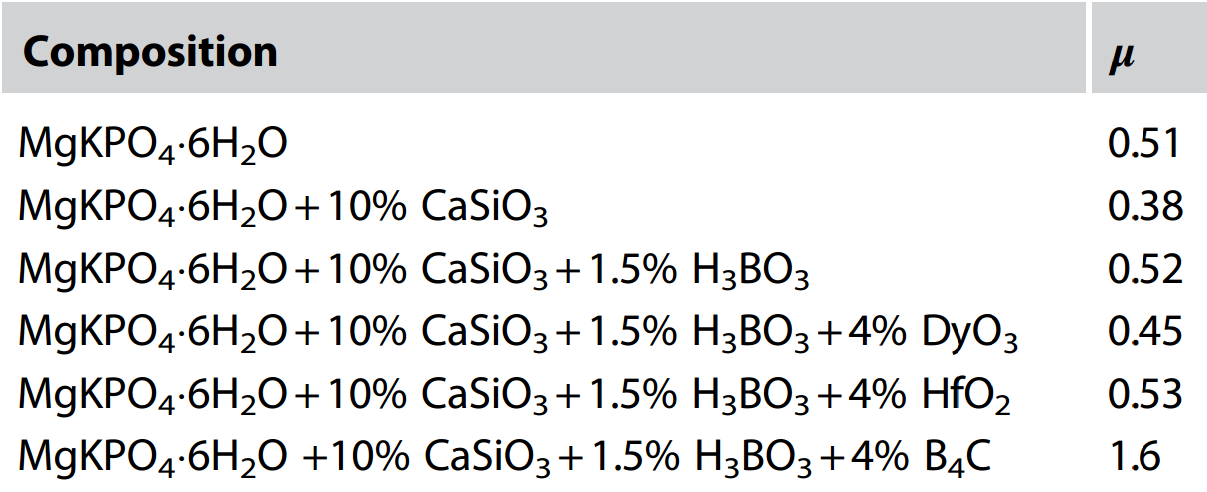 Composition μ
MgKPO₄·6H₂O 0.51
MgKPO₄·6H₂O + 10% CaSiO₃ 0.38
MgKPO₄·6H₂O + 10% CaSiO₃ + 1.5% H₃BO₃ 0.52
MgKPO₄·6H₂O + 10% CaSiO₃ + 1.5% H₃BO₃ + 4% DyO₃ 0.45
MgKPO₄·6H₂O + 10% CaSiO₃ + 1.5% H₃BO₃ + 4% HfO₂ 0.53
MgKPO₄·6H₂O +10% CaSiO₃ + 1.5% H₃BO₃ + 4% B₄C 1.6